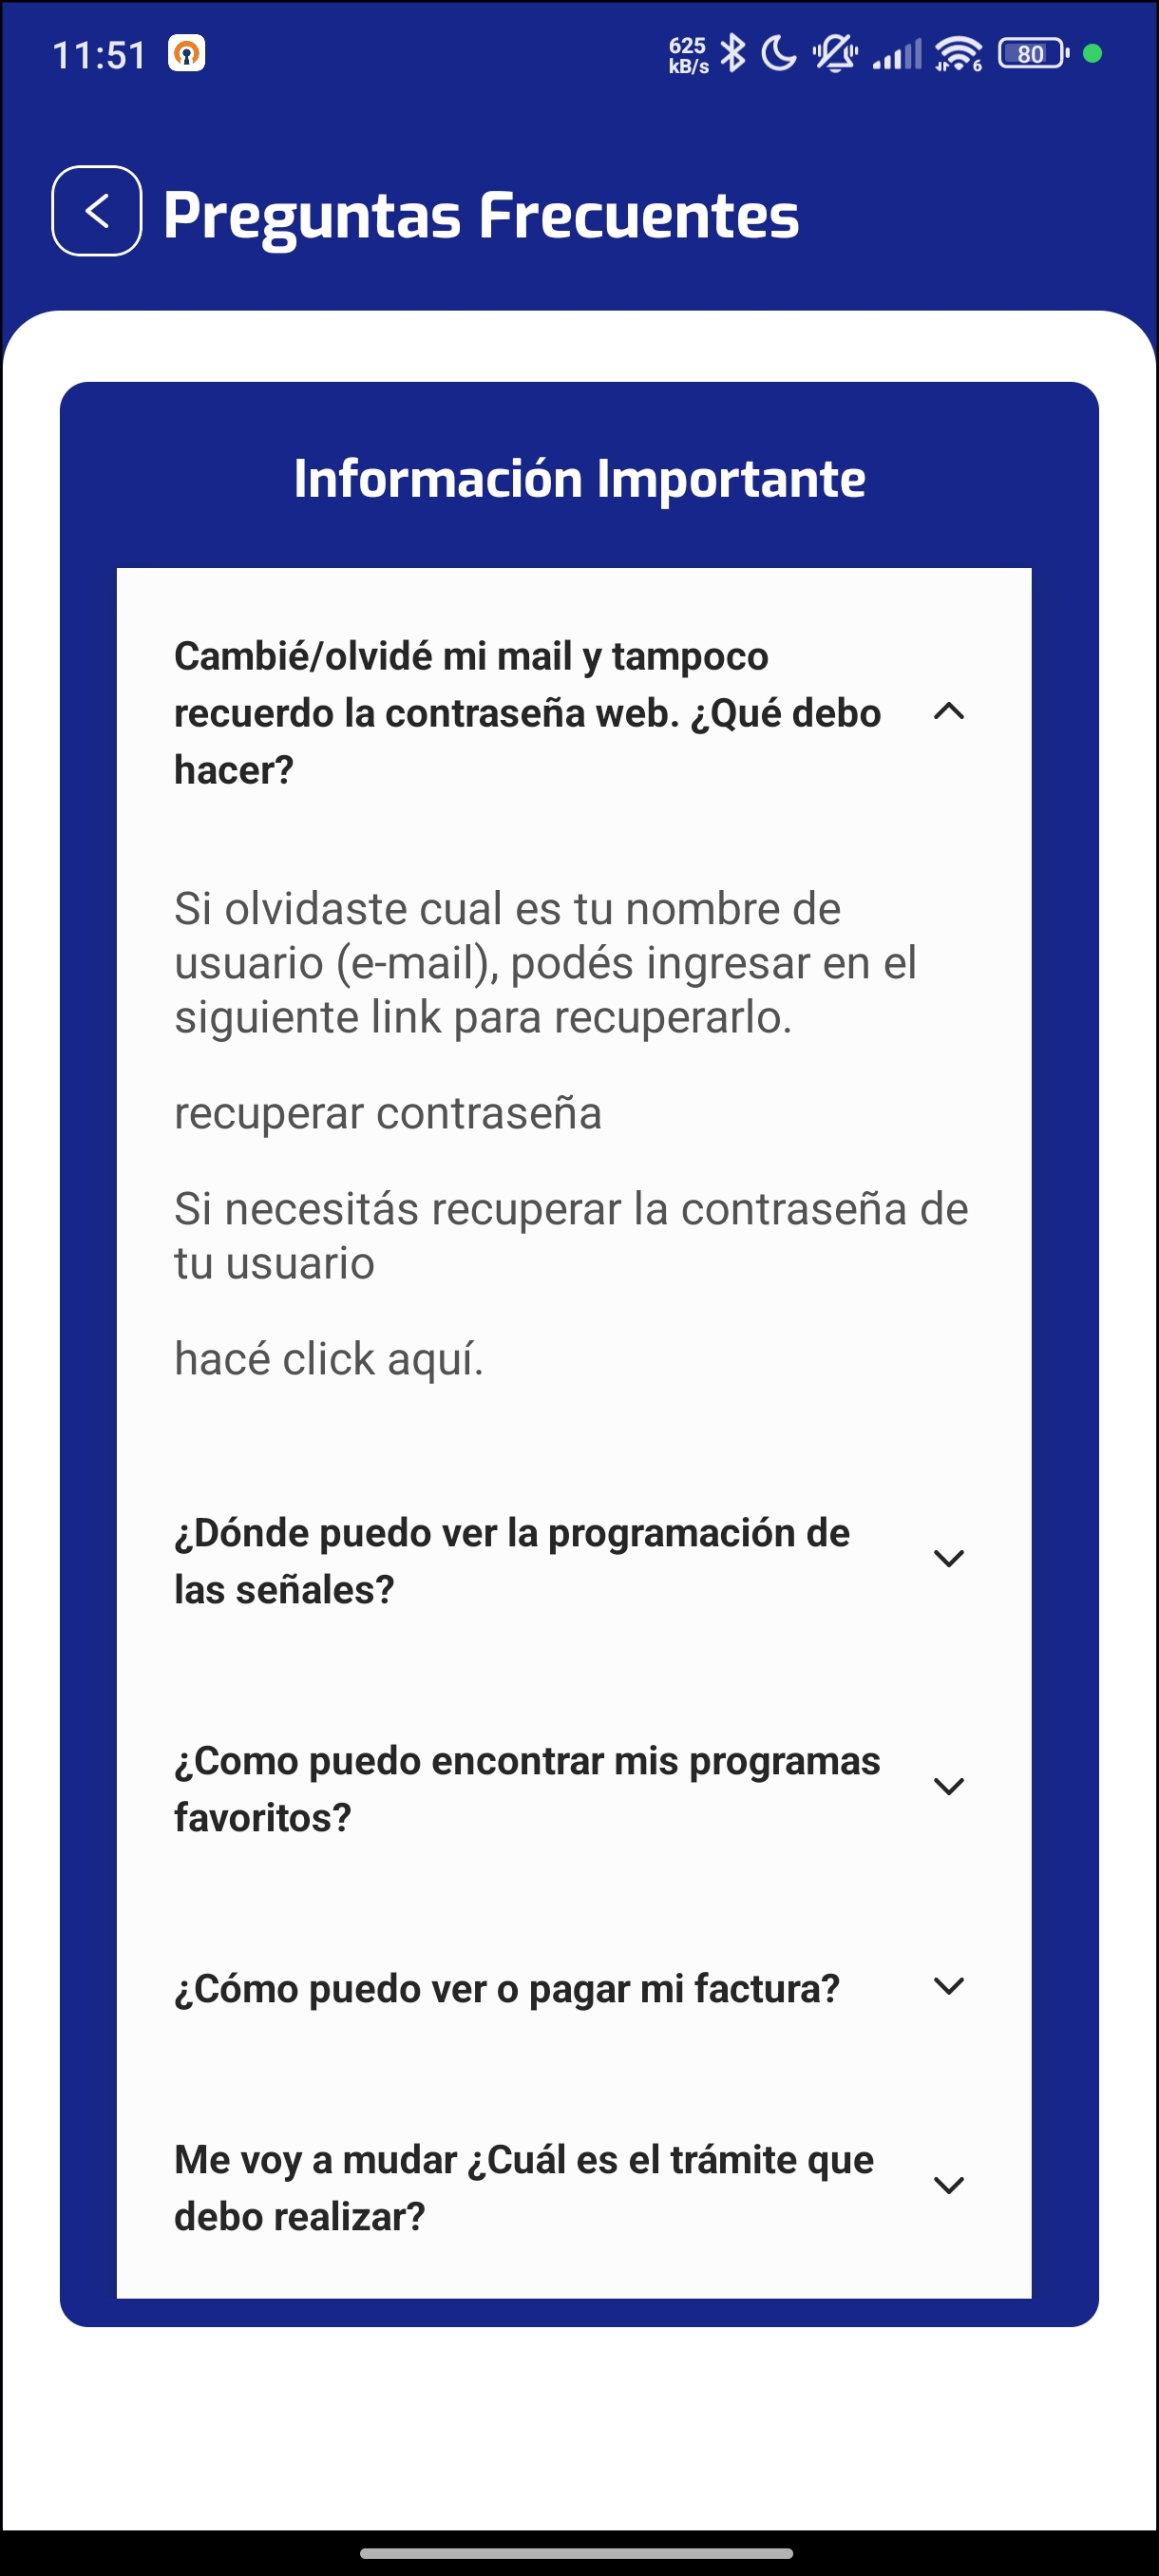 11:51
625
kB/s
6
80
Preguntas Frecuentes
Información Importante
Cambié/olvidé mi mail y tampoco
recuerdo la contraseña web. ¿Qué debo
hacer?
Si olvidaste cual es tu nombre de
usuario (e-mail), podés ingresar en el
siguiente link para recuperarlo.
recuperar contraseña
Si necesitás recuperar la contraseña de
tu usuario
hacé click aquí.
¿Dónde puedo ver la programación de
las señales?
¿Como puedo encontrar mis programas
favoritos?
¿Cómo puedo ver o pagar mi factura?
Me voy a mudar ¿Cuál es el trámite que
debo realizar?